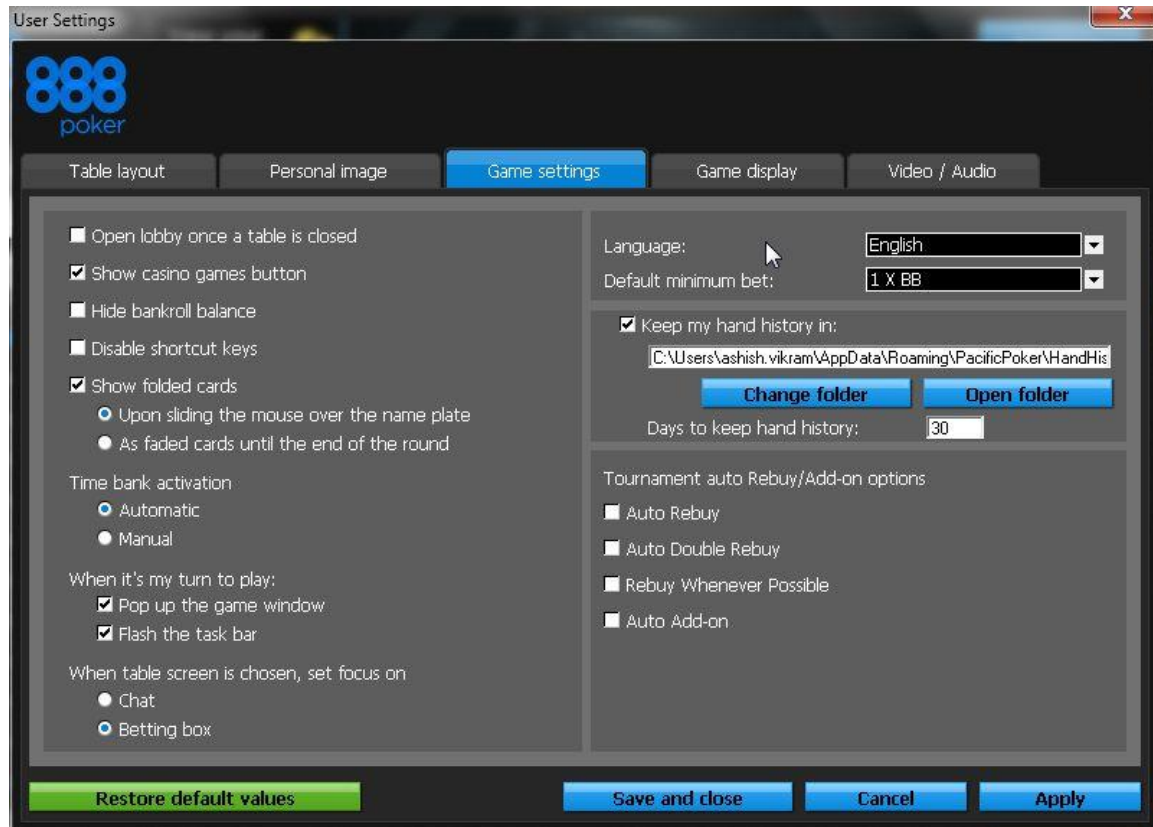 User Settings
x
888
poker
Table layout
Personal image
Game settings
Game display
Video / Audio
Open lobby once a table is closed
Show casino games button
Hide bankroll balance
Disable shortcut keys
Show folded cards
Upon sliding the mouse over the name plate
As faded cards until the end of the round
Time bank activation
Automatic
Manual
When it's my turn to play:
Pop up the game window
Flash the task bar
When table screen is chosen, set focus on
Chat
Betting box
Language: English
Default minimum bet: 1 X BB
Keep my hand history in:
C:\Users\ashish.vikram\AppData\Roaming\PacificPoker\HandHis
Change folder
Open folder
Days to keep hand history: 30
Tournament auto Rebuy/Add-on options
Auto Rebuy
Auto Double Rebuy
Rebuy Whenever Possible
Auto Add-on
Restore default values
Save and close
Cancel
Apply